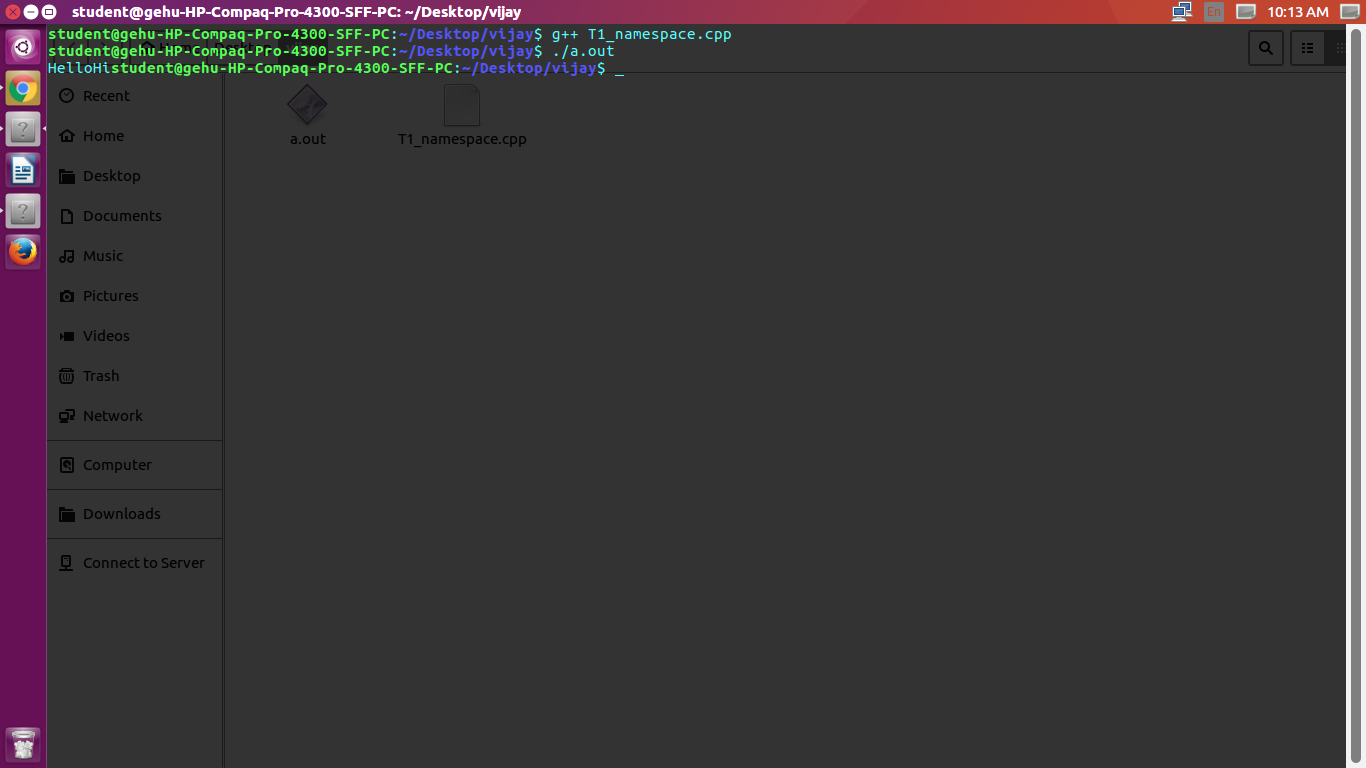 student@gehu-HP-Compaq-Pro-4300-SFF-PC: ~/Desktop/vijay
En
10:13 AM
student@gehu-HP-Compaq-Pro-4300-SFF-PC:~/Desktop/vijay$ g++ T1_namespace.cpp
student@gehu-HP-Compaq-Pro-4300-SFF-PC:~/Desktop/vijay$ ./a.out
HelloHistudent@gehu-HP-Compaq-Pro-4300-SFF-PC:~/Desktop/vijay$ _
Recent
Home
Desktop
Documents
Music
Pictures
Videos
Trash
Network
Computer
Downloads
Connect to Server
a.out
T1_namespace.cpp